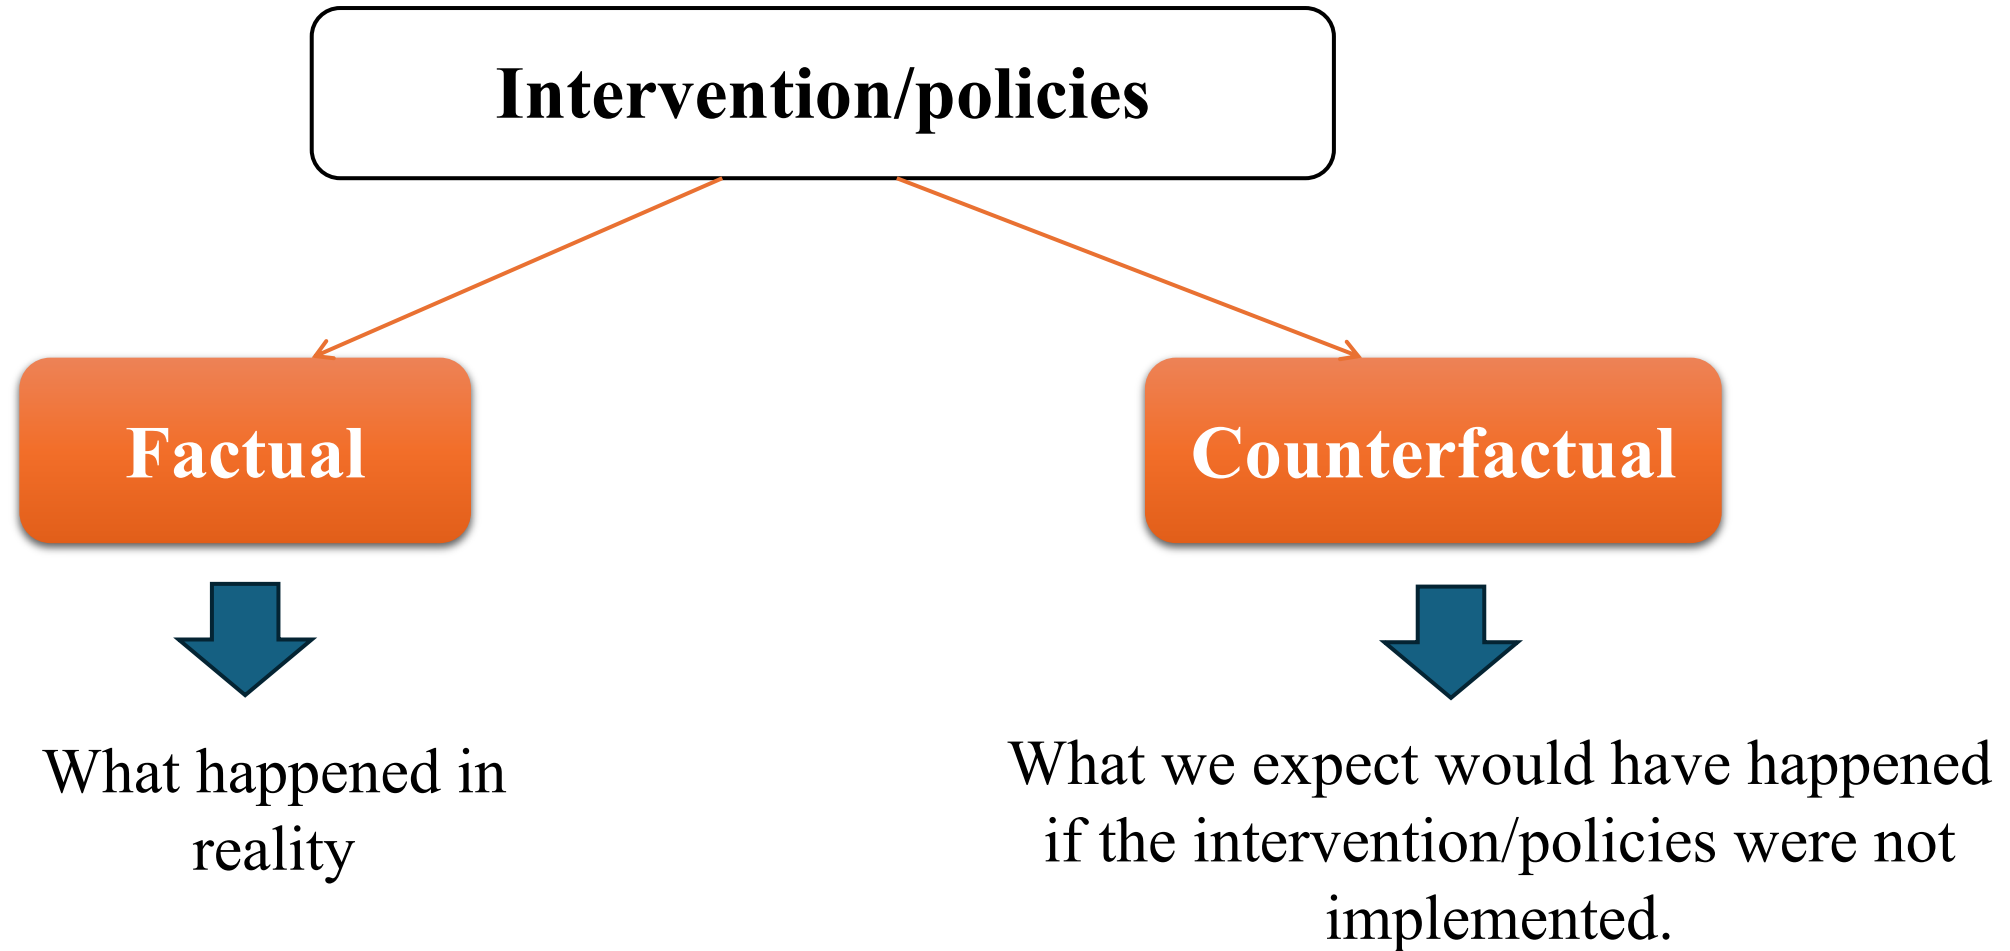 Intervention/policies
Factual
Counterfactual
What happened in
reality
What we expect would have happened
if the intervention/policies were not
implemented.